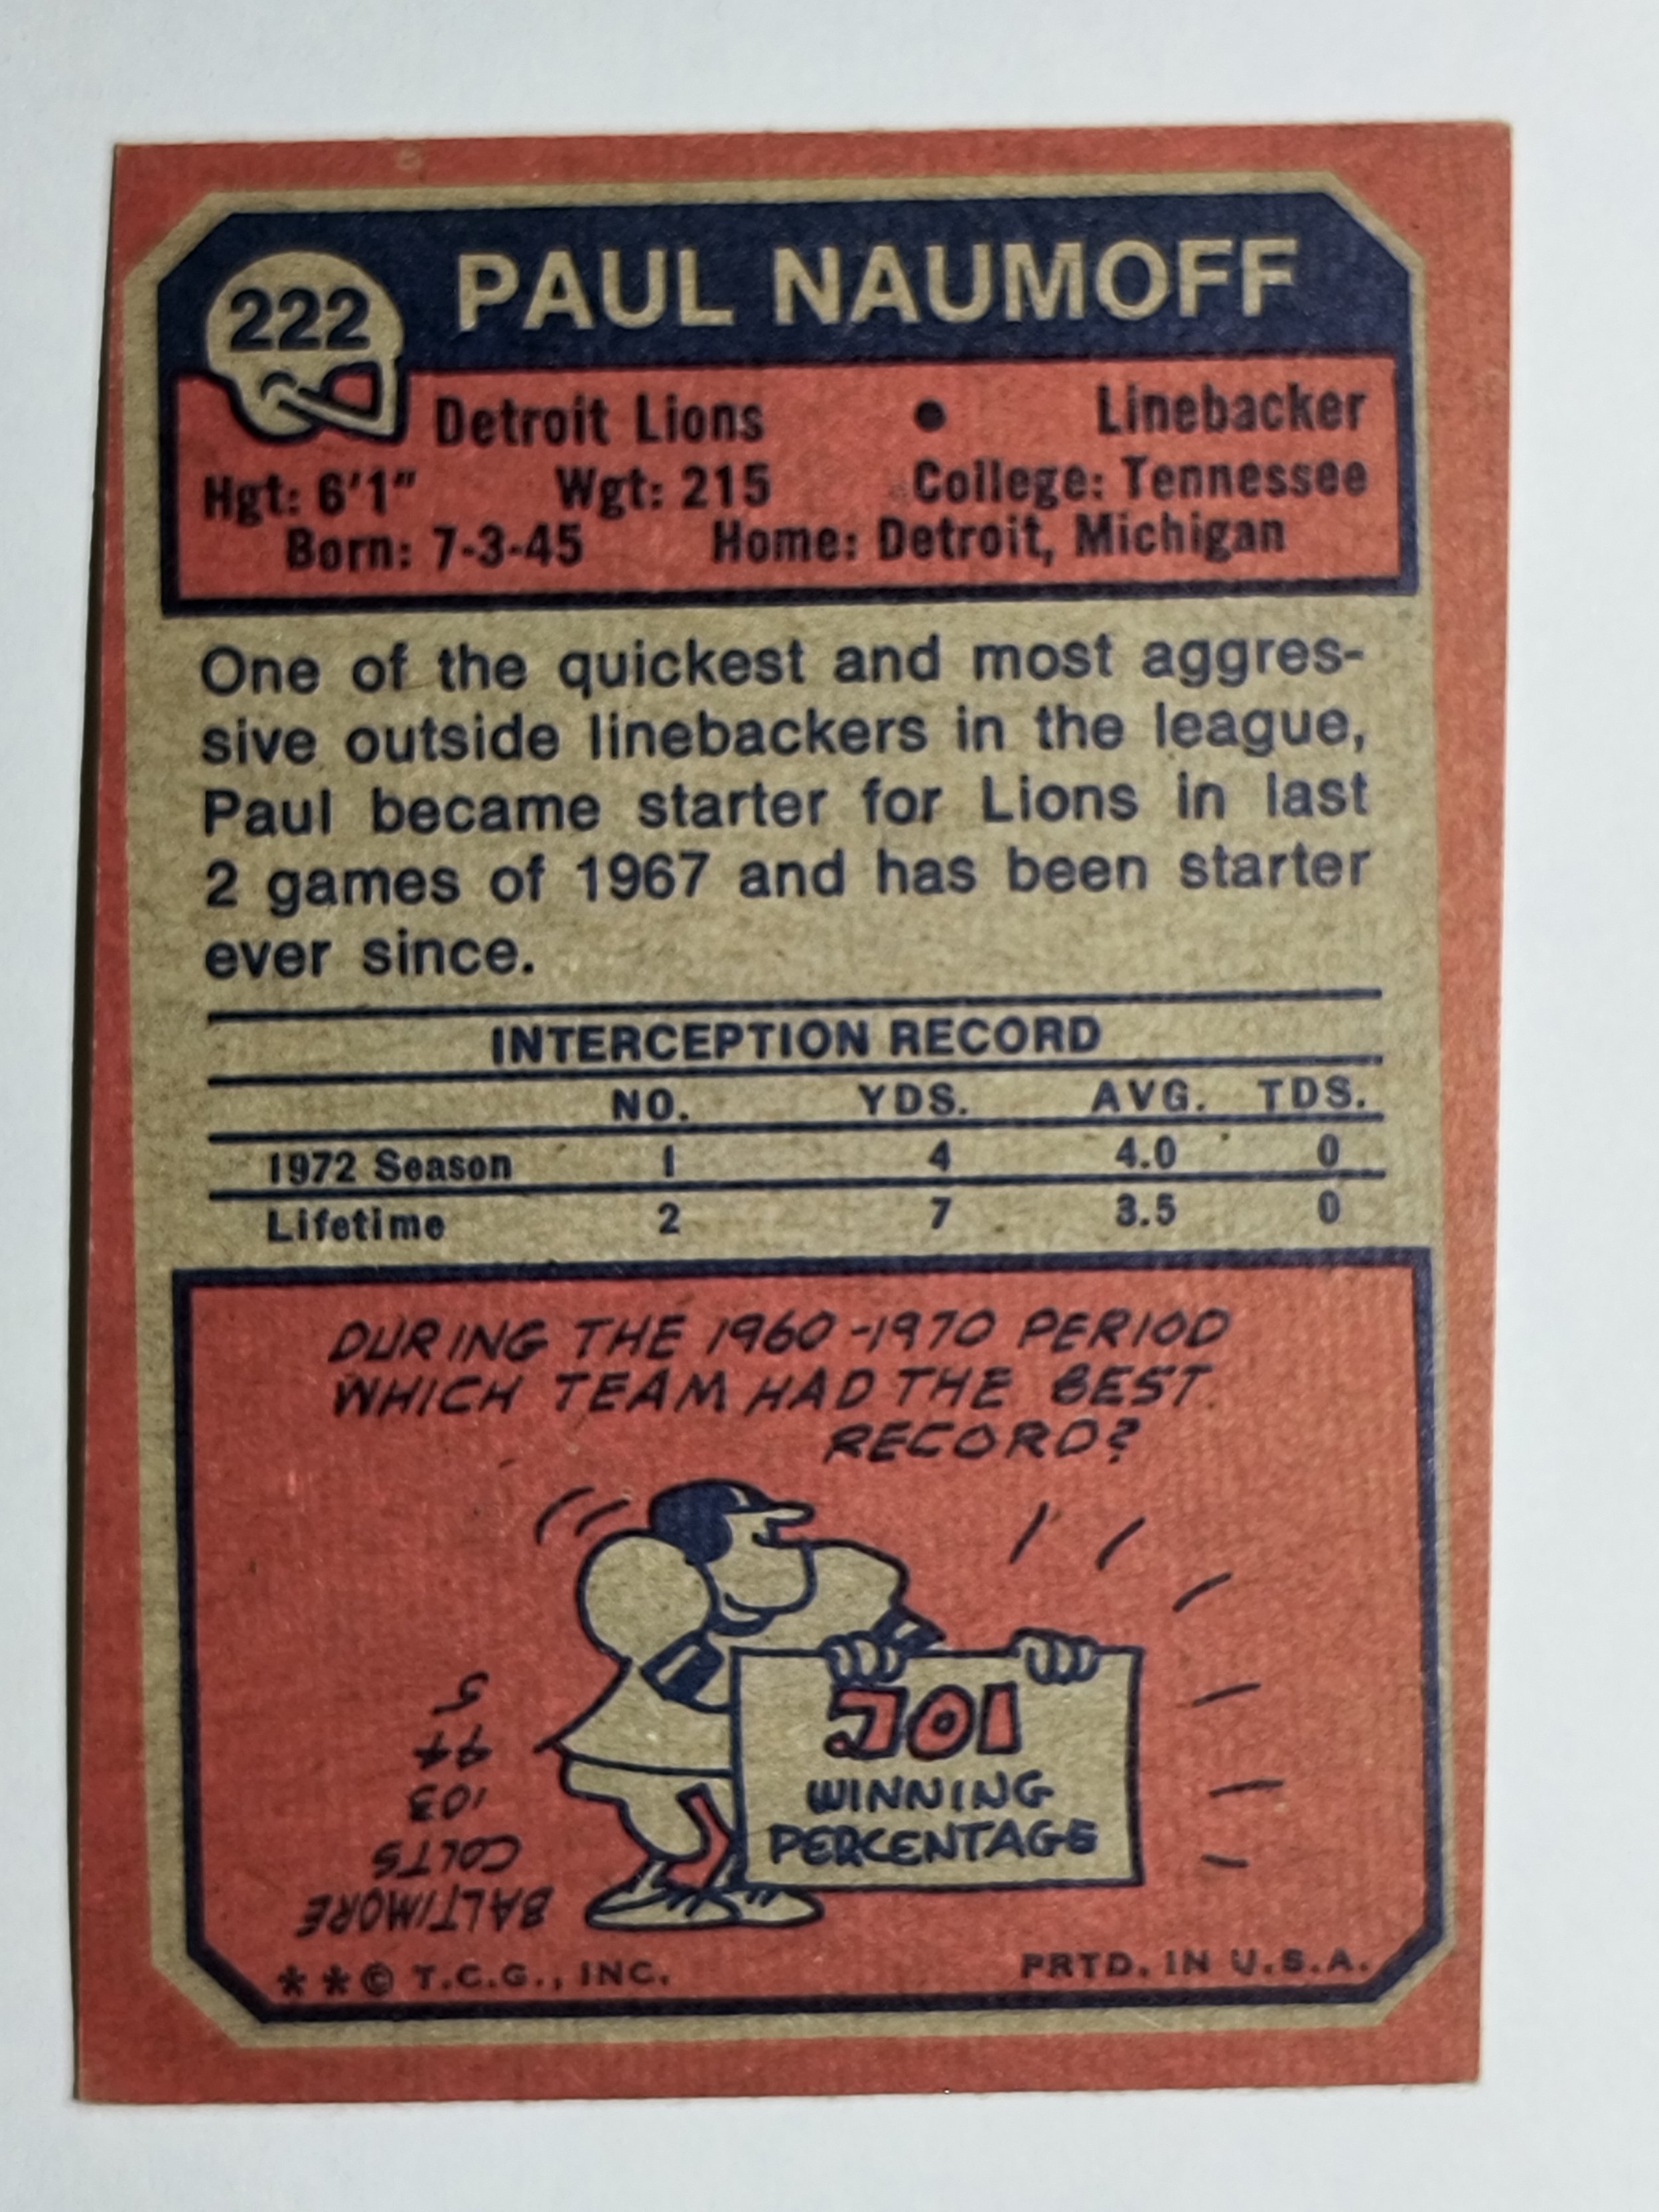 222 PAUL NAUMOFF
Detroit Lions • Linebacker
Hgt: 6'1" Wgt: 215 College: Tennessee
Born: 7-3-45 Home: Detroit, Michigan
One of the quickest and most aggres-
sive outside linebackers in the league,
Paul became starter for Lions in last
2 games of 1967 and has been starter
ever since.
INTERCEPTION RECORD
NO. YDS. AVG. TDS.
1972 Season 1 4 4.0 0
Lifetime 2 7 3.5 0
DURING THE 1960-1970 PERIOD
WHICH TEAM HAD THE BEST
RECORD?
.701
WINNING
PERCENTAGE
BALTIMORE
COLTS
103
44
5
**© T.C.G., INC. PRTD. IN U.S.A.